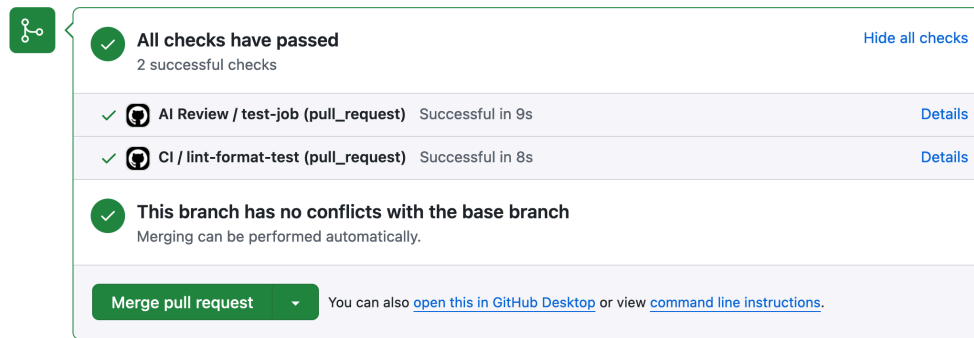 All checks have passed
Hide all checks
2 successful checks
AI Review / test-job (pull_request) Successful in 9s Details
CI / lint-format-test (pull_request) Successful in 8s Details
This branch has no conflicts with the base branch
Merging can be performed automatically.
Merge pull request You can also open this in GitHub Desktop or view command line instructions.